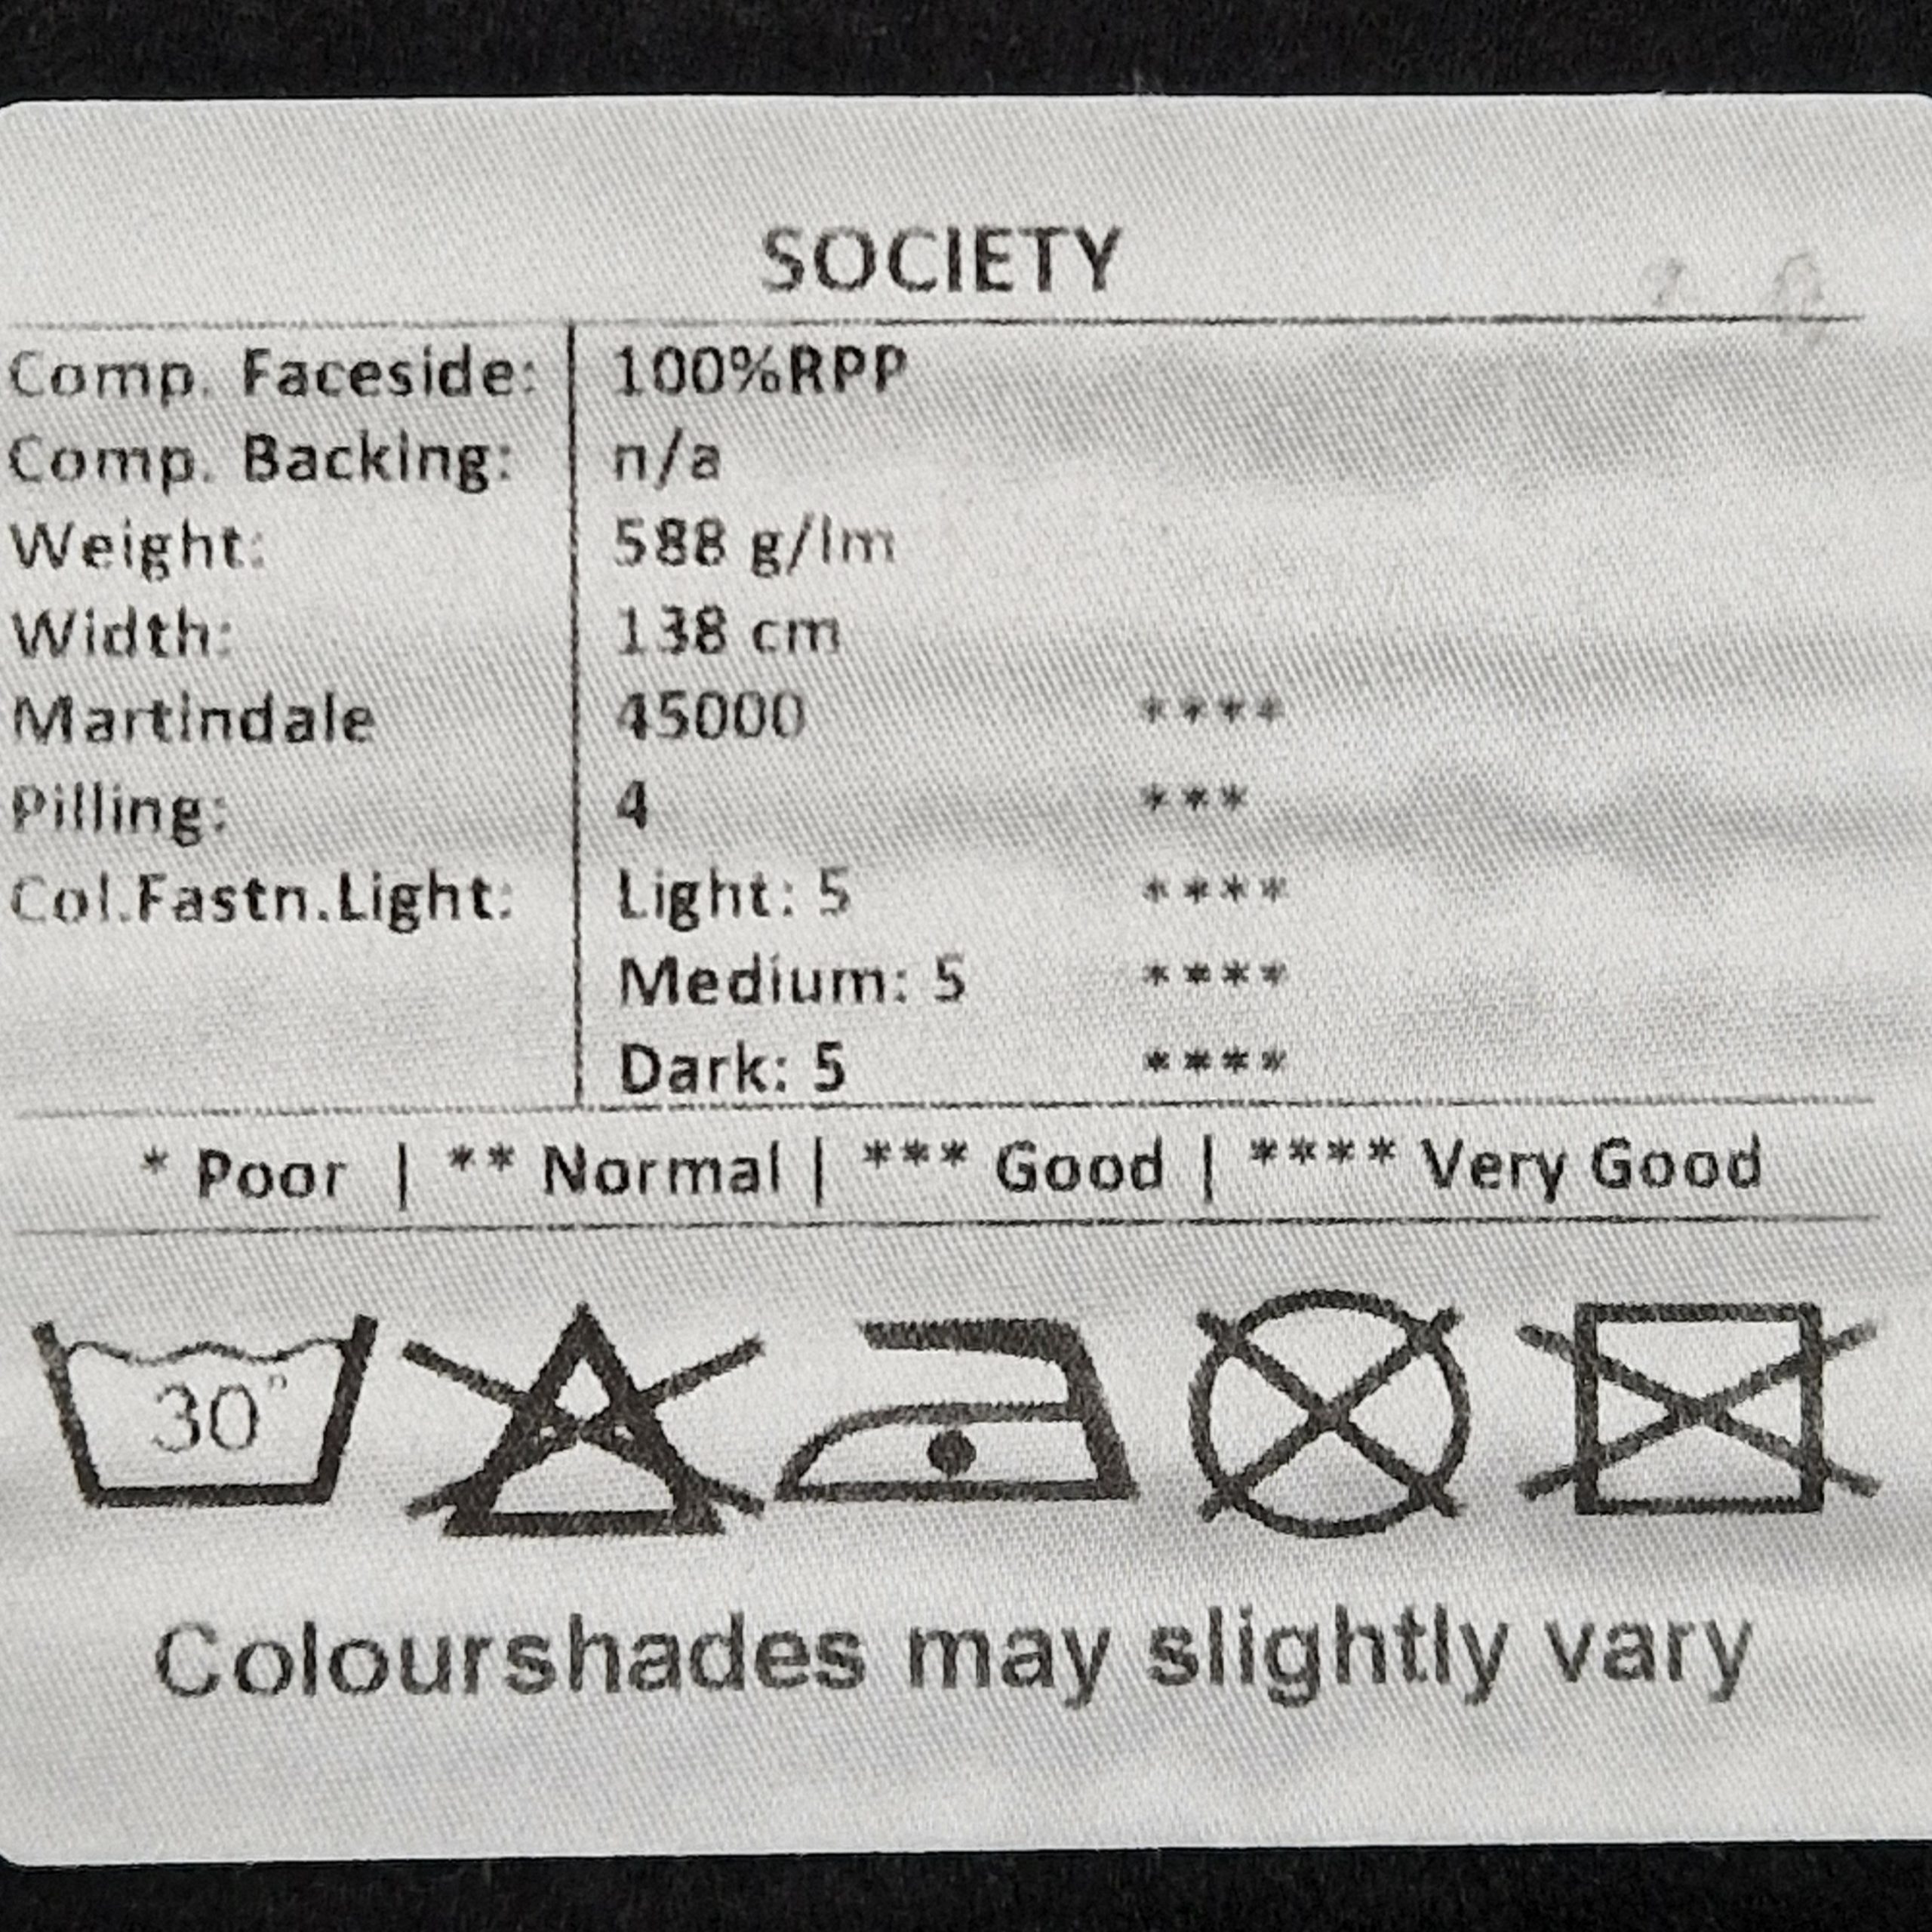 SOCIETY
Comp. Faceside: 100%RPP
Comp. Backing: n/a
Weight: 588 g/lm
Width: 138 cm
Martindale 45000 ****
Pilling: 4 ***
Col.Fastn.Light: Light: 5 ****
Medium: 5 ****
Dark: 5 ****
* Poor | ** Normal | *** Good | **** Very Good
30°
Colourshades may slightly vary